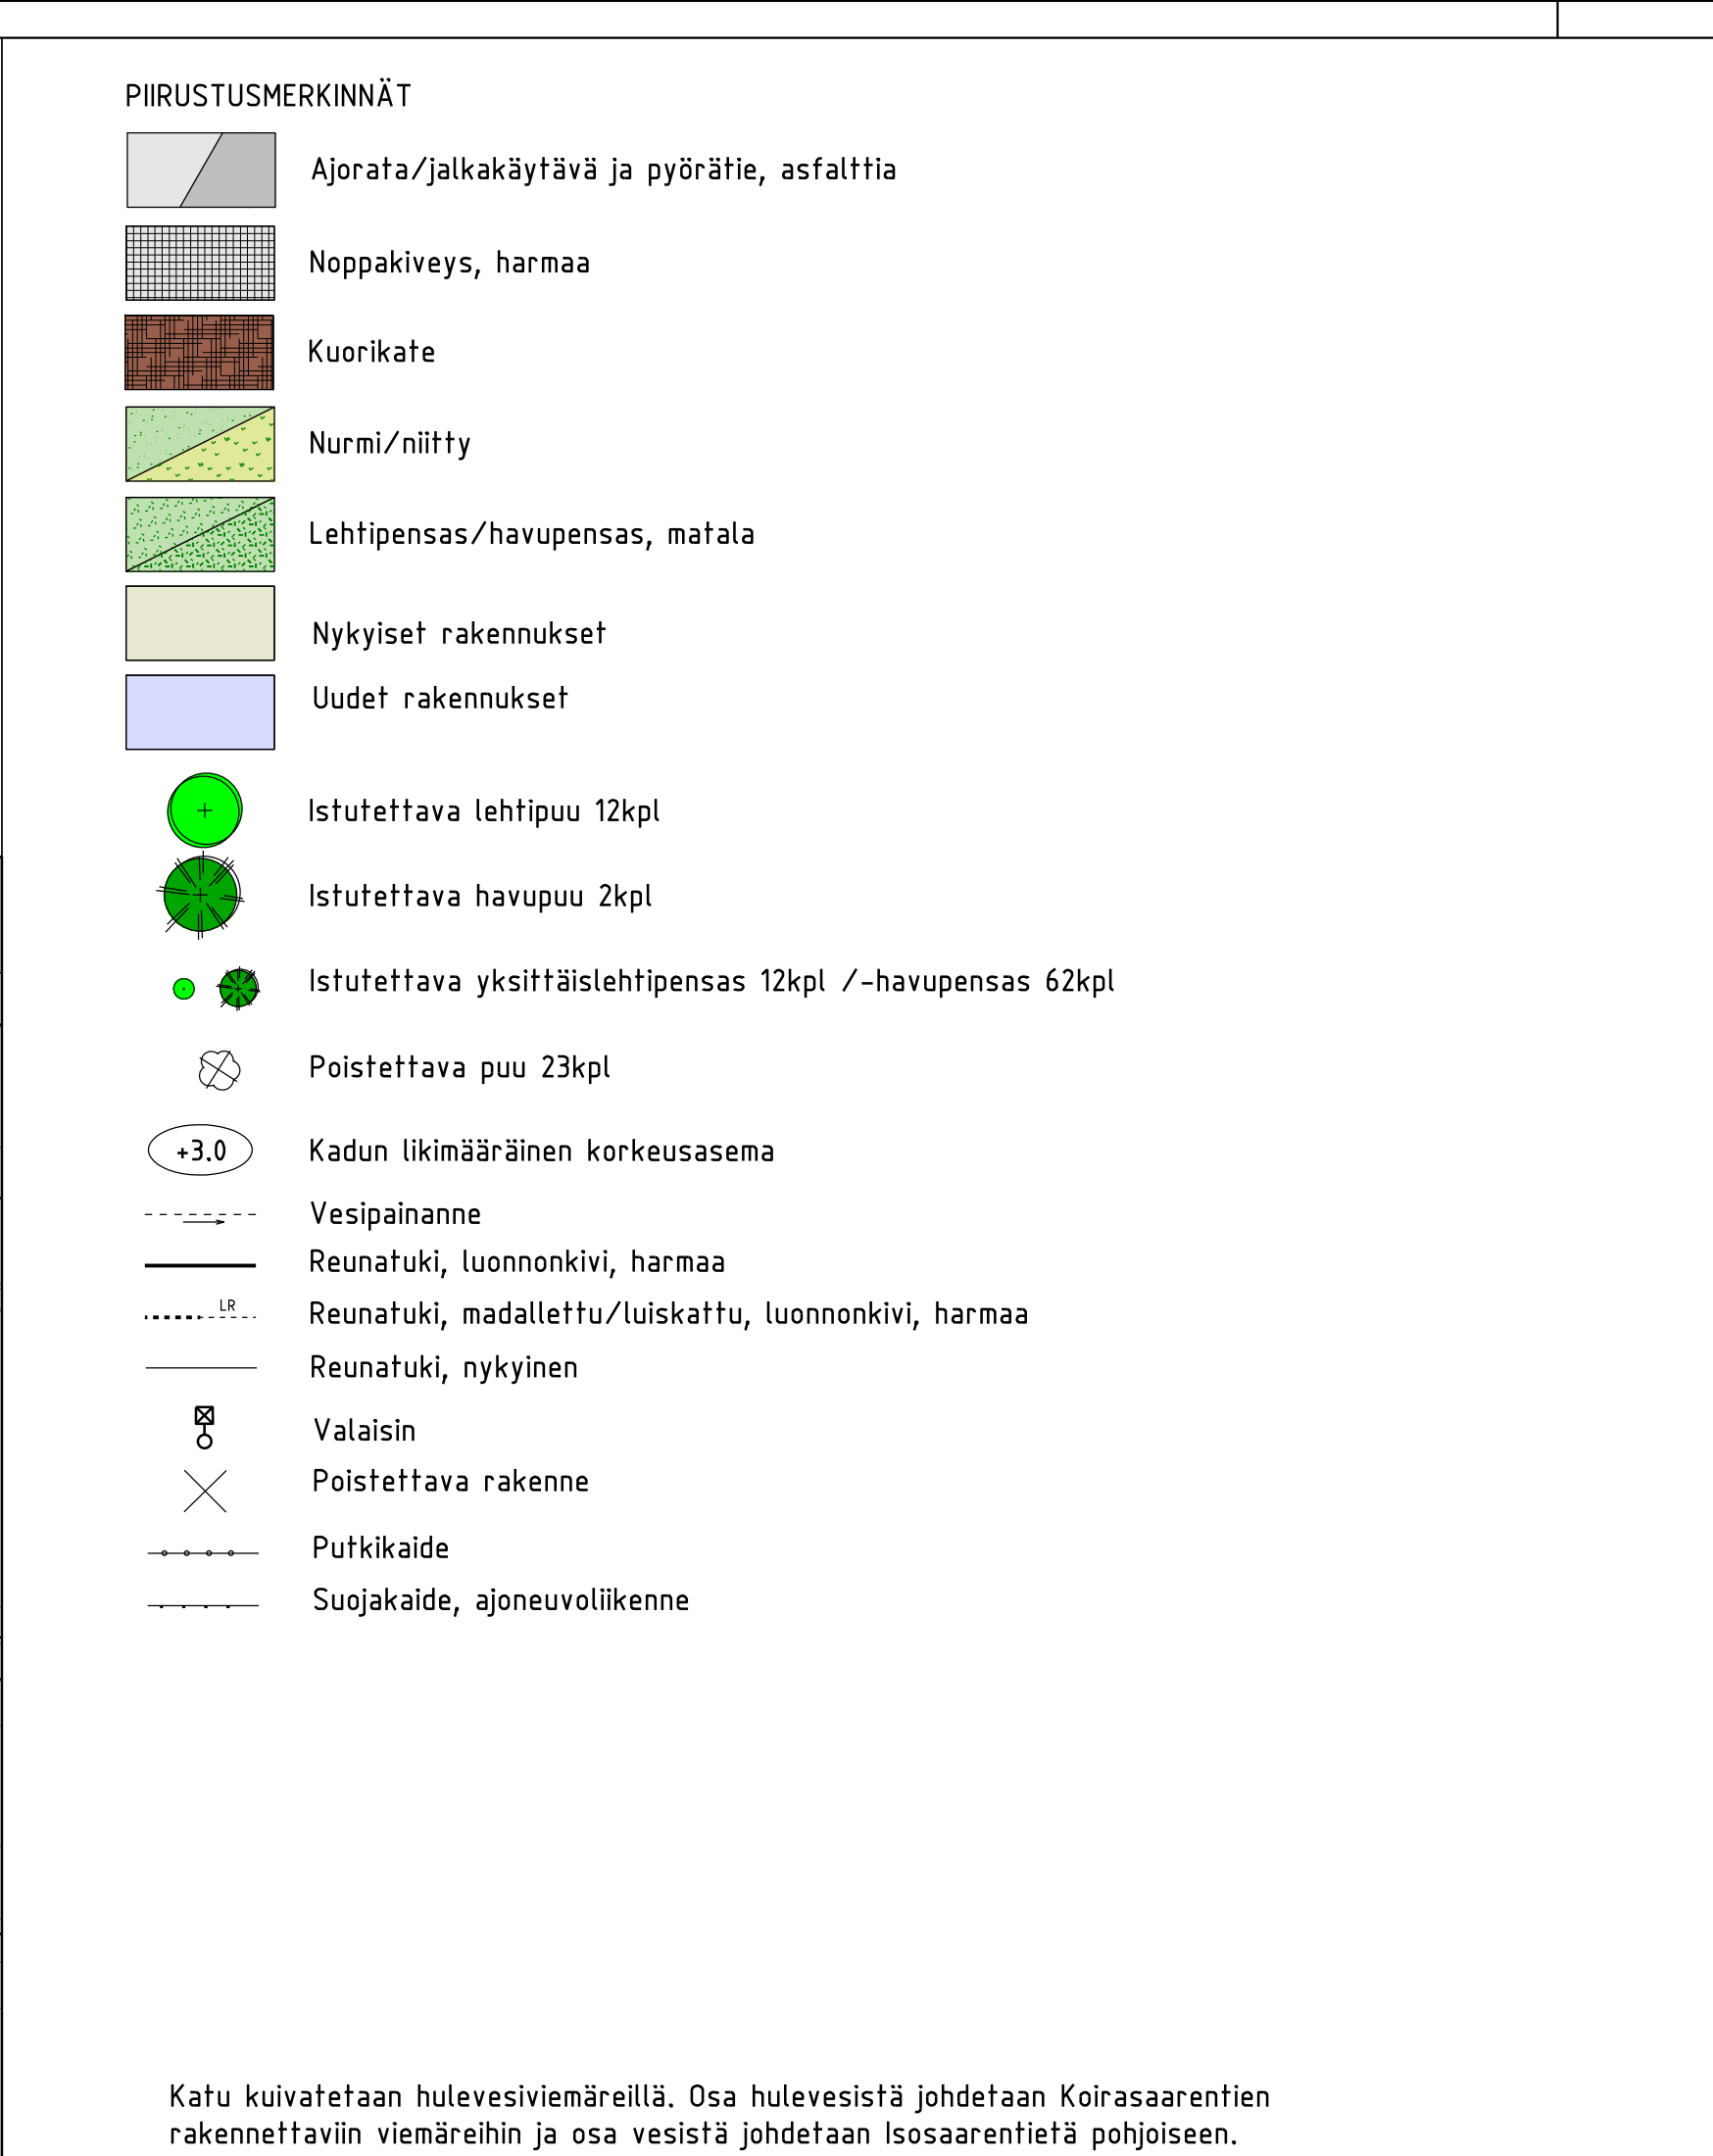 PIIRUSTUSMERKINNÄT
Ajorata/jalkakäytävä ja pyörätie, asfalttia
Noppakiveys, harmaa
Kuorikate
Nurmi/niitty
Lehtipensas/havupensas, matala
Nykyiset rakennukset
Uudet rakennukset
Istutettava lehtipuu 12kpl
Istutettava havupuu 2kpl
Istutettava yksittäislehtipensas 12kpl /-havupensas 62kpl
Poistettava puu 23kpl
+3.0 Kadun likimääräinen korkeusasema
Vesipainanne
Reunatuki, luonnonkivi, harmaa
LR Reunatuki, madallettu/luiskattu, luonnonkivi, harmaa
Reunatuki, nykyinen
Valaisin
Poistettava rakenne
Putkikaide
Suojakaide, ajoneuvoliikenne
Katu kuivatetaan hulevesiviemäreillä. Osa hulevesistä johdetaan Koirasaarentien
rakennettaviin viemäreihin ja osa vesistä johdetaan Isosaarentietä pohjoiseen.